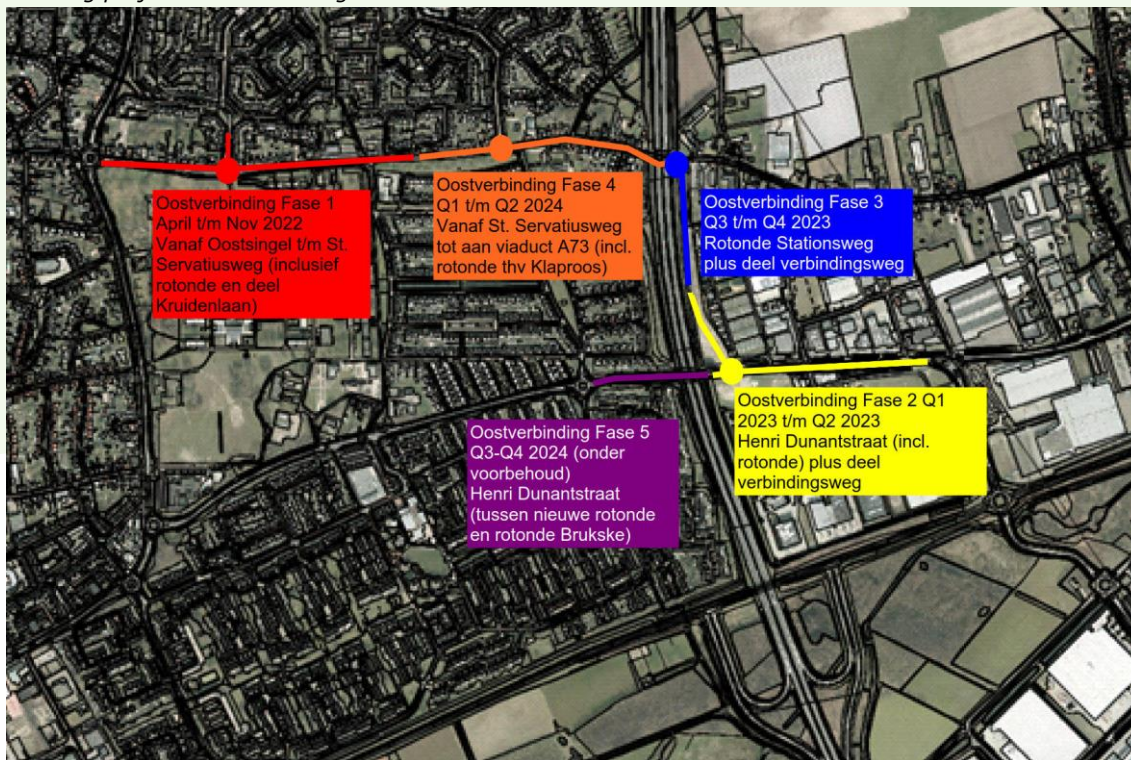 Oostverbinding Fase 1
April t/m Nov 2022
Vanaf Oostsingel t/m St.
Servatiusweg (inclusief
rotonde en deel
Kruidenlaan)
Oostverbinding Fase 4
Q1 t/m Q2 2024
Vanaf St. Servatiusweg
tot aan viaduct A73 (incl.
rotonde thv Klaproos)
Oostverbinding Fase 3
Q3 t/m Q4 2023
Rotonde Stationsweg
plus deel verbindingsweg
Oostverbinding Fase 5
Q3-Q4 2024 (onder
voorbehoud)
Henri Dunantstraat
(tussen nieuwe rotonde
en rotonde Brukske)
Oostverbinding Fase 2 Q1
2023 t/m Q2 2023
Henri Dunantstraat (incl.
rotonde) plus deel
verbindingsweg